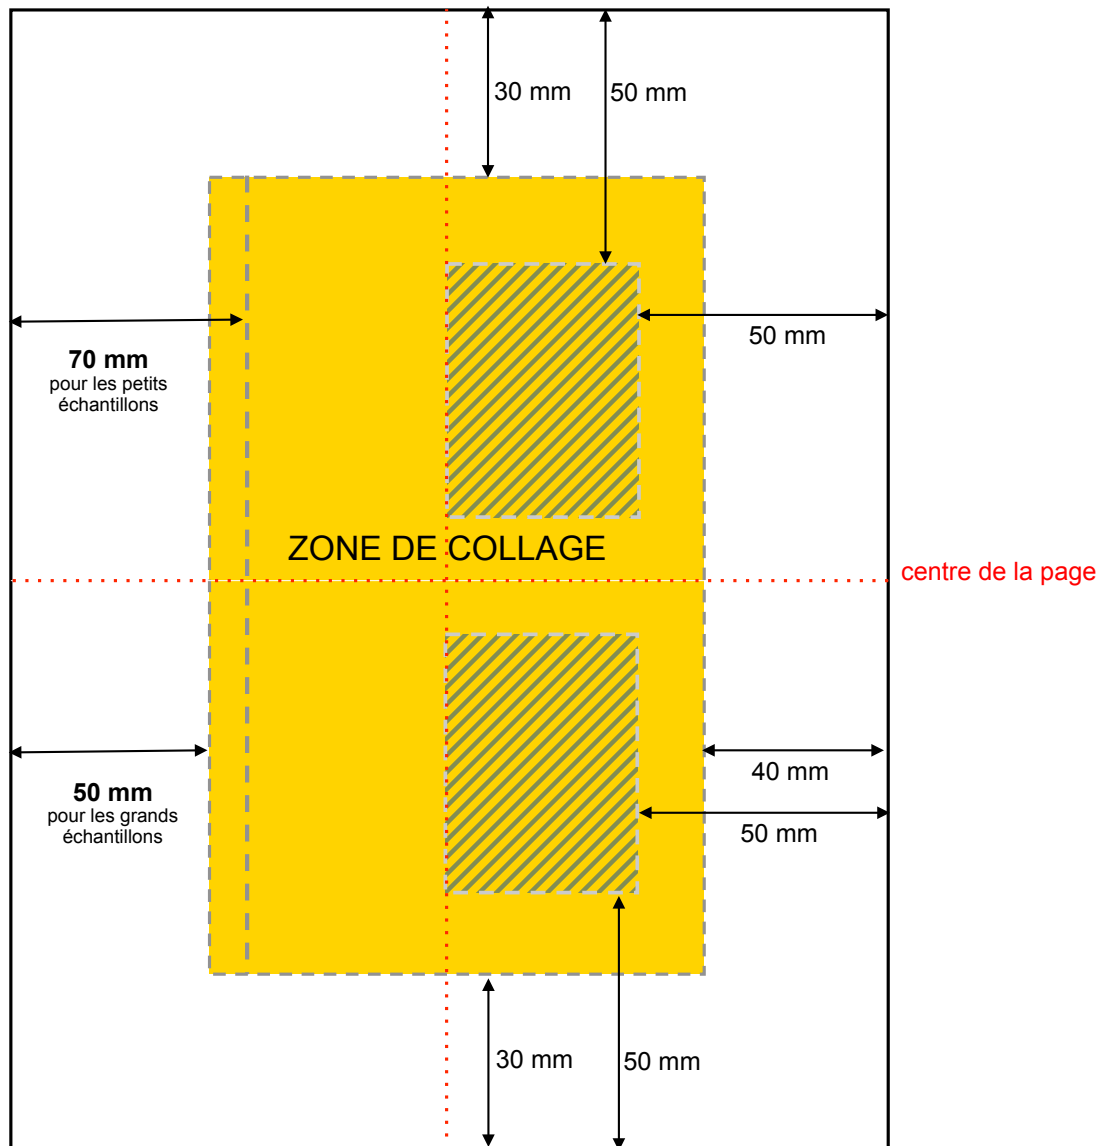 30 mm
50 mm
50 mm
70 mm
pour les petits
échantillons
ZONE DE COLLAGE
centre de la page
50 mm
pour les grands
échantillons
40 mm
50 mm
30 mm
50 mm